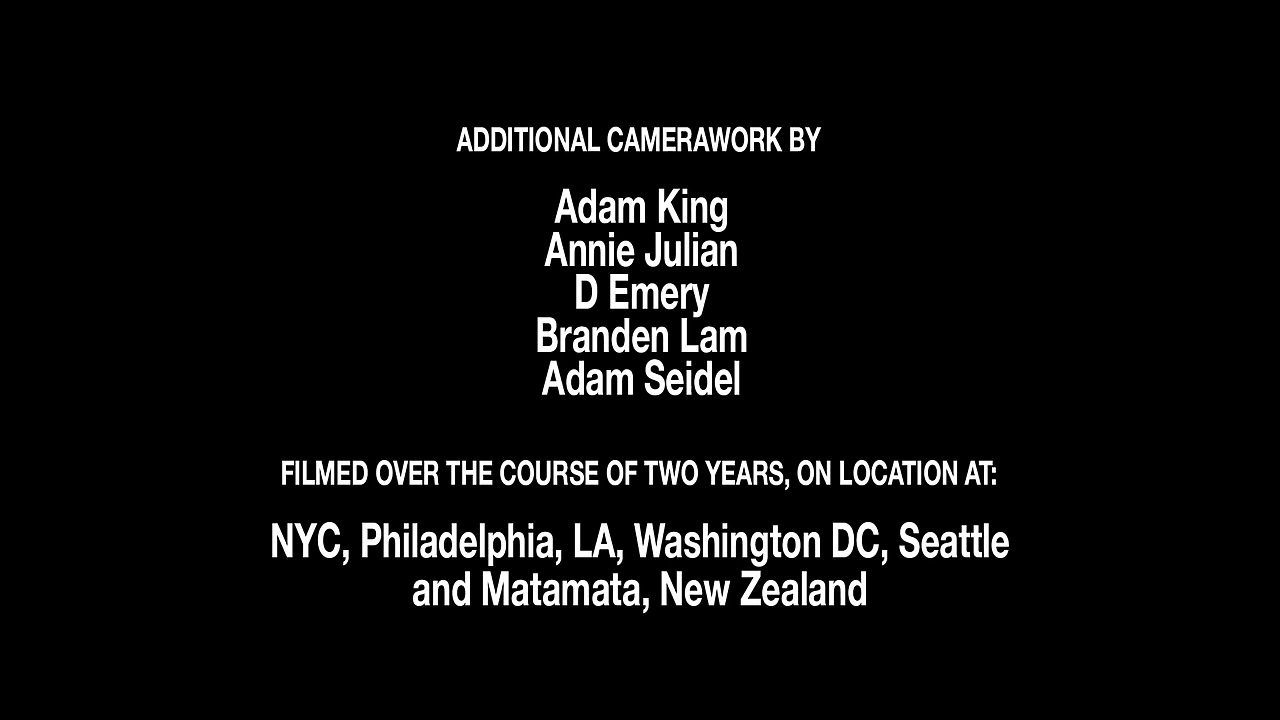 ADDITIONAL CAMERAWORK BY
Adam King
Annie Julian
D Emery
Branden Lam
Adam Seidel
FILMED OVER THE COURSE OF TWO YEARS, ON LOCATION AT:
NYC, Philadelphia, LA, Washington DC, Seattle
and Matamata, New Zealand